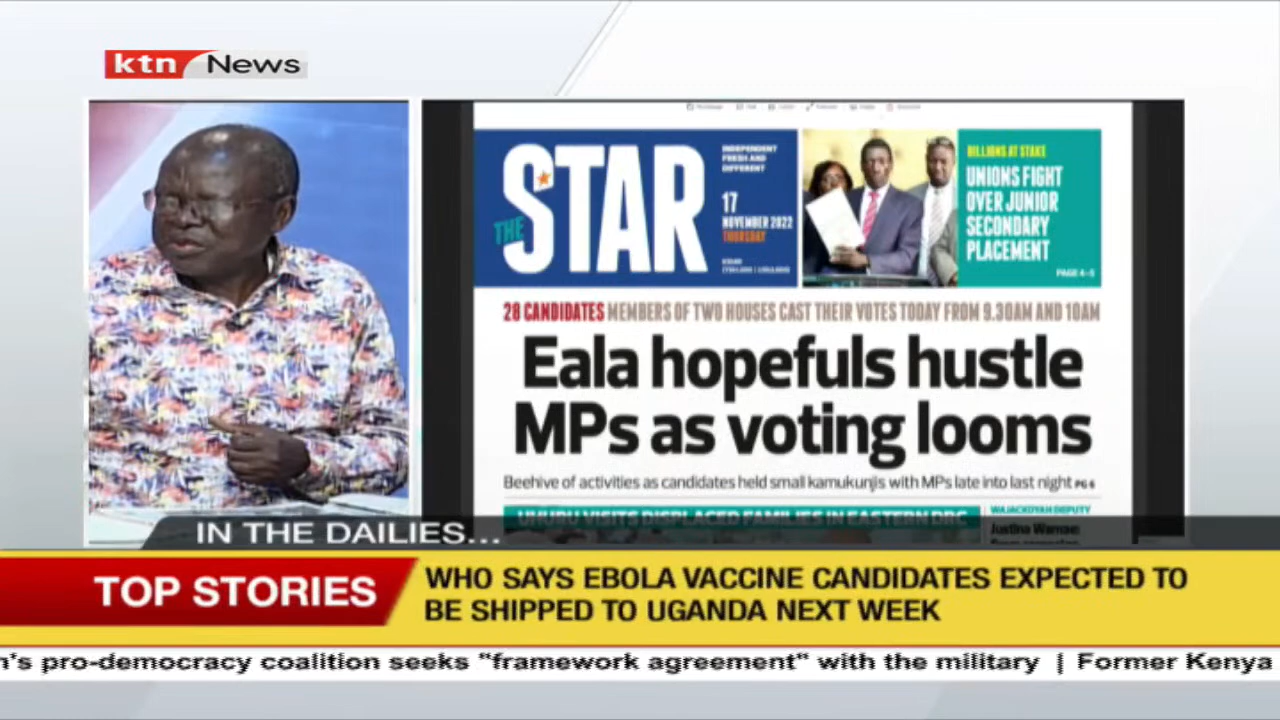 ktn News
THE STAR
INDEPENDENT
FRESH AND
DIFFERENT
17
NOVEMBER 2022
THURSDAY
BILLIONS AT STAKE
UNIONS FIGHT
OVER JUNIOR
SECONDARY
PLACEMENT
PAGE 4-5
28 CANDIDATES MEMBERS OF TWO HOUSES CAST THEIR VOTES TODAY FROM 9.30AM AND 10AM
Eala hopefuls hustle
MPs as voting looms
Beehive of activities as candidates held small kamukunjis with MPs late into last night PG 6
UHURU VISITS DISPLACED FAMILIES IN EASTERN DRC
WAJACKOYAH DEPUTY
Justina Wamae
IN THE DAILIES...
TOP STORIES
WHO SAYS EBOLA VACCINE CANDIDATES EXPECTED TO
BE SHIPPED TO UGANDA NEXT WEEK
n's pro-democracy coalition seeks "framework agreement" with the military | Former Kenya